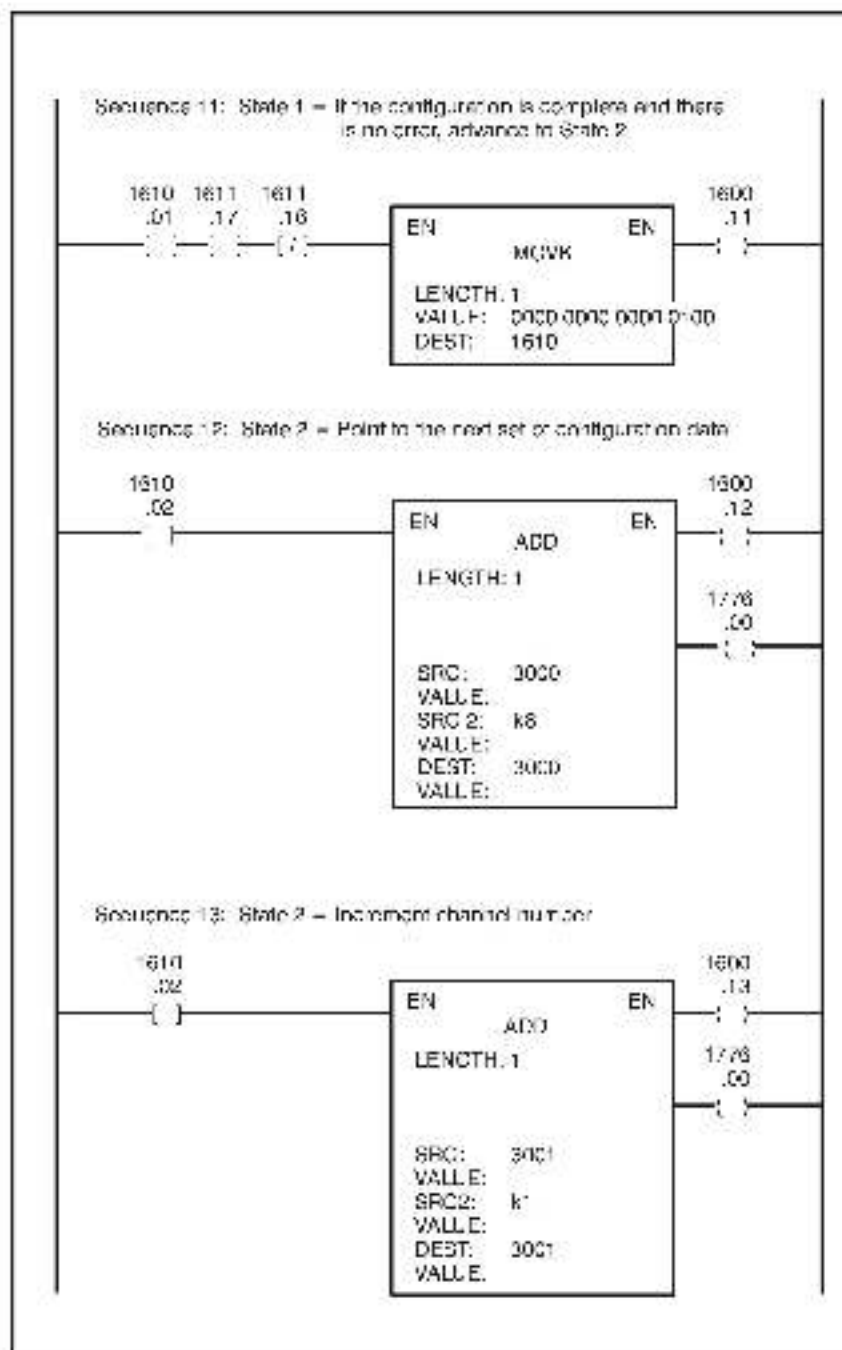 Sequence 11: State 1 – If the configuration is complete and there
is no error, advance to State 2
1610 1611 1611 1600
.01 .17 .16 .11
EN EN
MOVK
LENGTH: 1
VALUE: 0000 0000 0000 0100
DEST: 1610
Sequence 12: State 2 – Point to the next set of configuration data
1610 1600
.02 .12
EN EN
ADD
LENGTH: 1
1776
.00
SRC: 3000
VALUE:
SRC 2: k8
VALUE:
DEST: 3000
VALUE:
Sequence 13: State 2 – Increment channel number
1610 1600
.02 .13
EN EN
ADD
LENGTH: 1
1776
.00
SRC: 3001
VALUE:
SRC2: k1
VALUE:
DEST: 3001
VALUE: